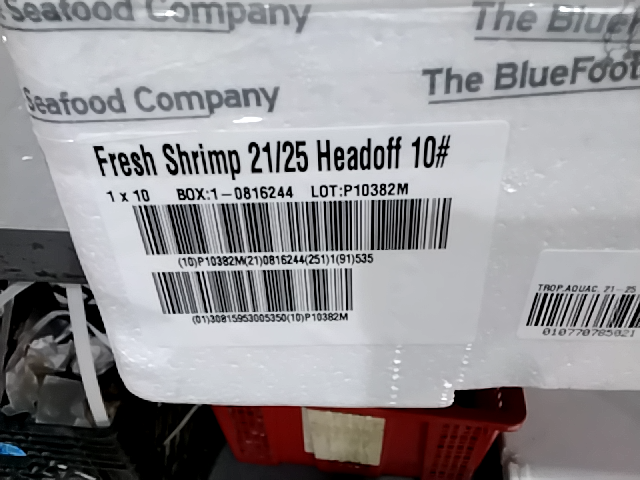 Seafood Company
The BlueFoot
Seafood Company
The BlueFoot
Fresh Shrimp 21/25 Headoff 10#
1 x 10 BOX:1-0816244 LOT:P10382M
(10)P10382M(21)0816244(251)1(91)535
(01)30815953005350(10)P10382M
TROP.AQUAC. 21-25
010770785021